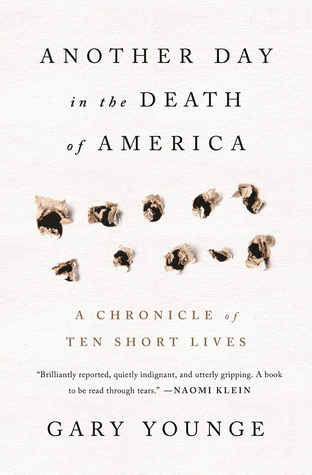 ANOTHER DAY
in the DEATH
of AMERICA
A CHRONICLE of
TEN SHORT LIVES
“Brilliantly reported, quietly indignant, and utterly gripping. A book
to be read through tears.” —NAOMI KLEIN
GARY YOUNGE